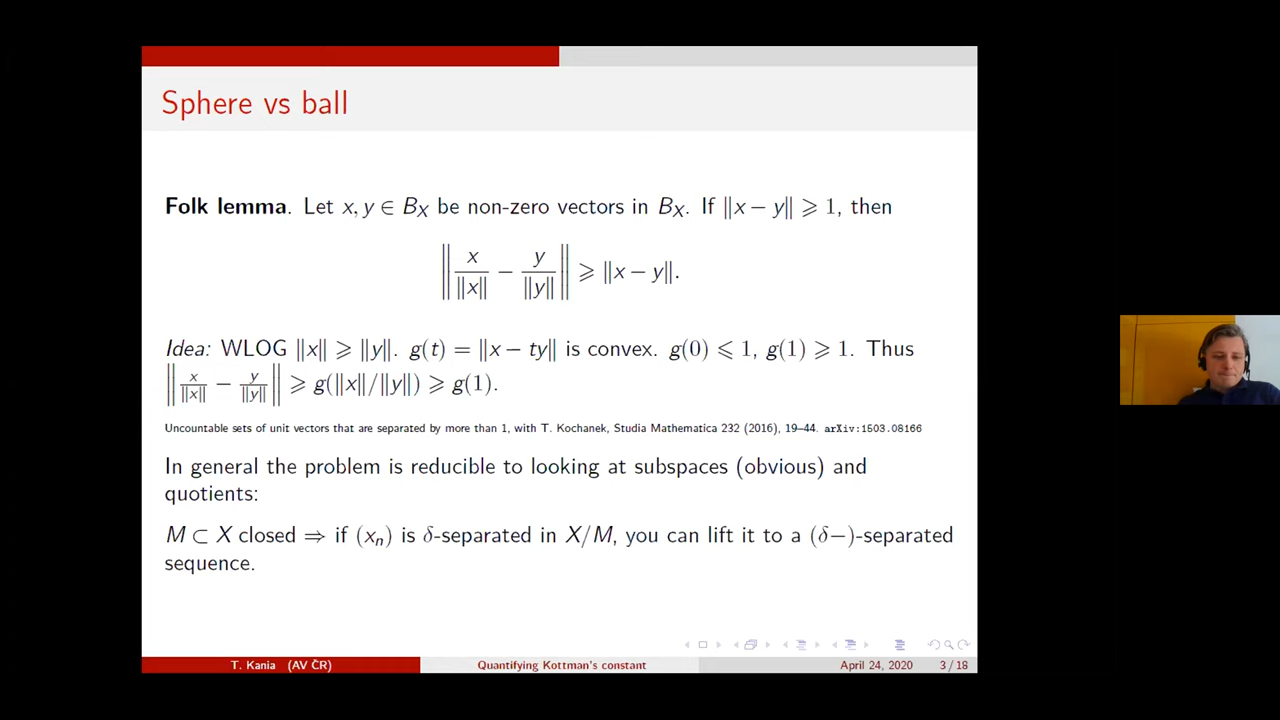 Sphere vs ball
Folk lemma. Let x, y ∈ B_X be non-zero vectors in B_X. If ‖x − y‖ ⩾ 1, then
‖ x/‖x‖ − y/‖y‖ ‖ ⩾ ‖x − y‖.
Idea: WLOG ‖x‖ ⩾ ‖y‖. g(t) = ‖x − ty‖ is convex. g(0) ⩽ 1, g(1) ⩾ 1. Thus
‖ x/‖x‖ − y/‖y‖ ‖ ⩾ g(‖x‖/‖y‖) ⩾ g(1).
Uncountable sets of unit vectors that are separated by more than 1, with T. Kochanek, Studia Mathematica 232 (2016), 19–44. arXiv:1503.08166
In general the problem is reducible to looking at subspaces (obvious) and
quotients:
M ⊂ X closed ⇒ if (x_n) is δ-separated in X/M, you can lift it to a (δ−)-separated
sequence.
T. Kania (AV ČR) Quantifying Kottman's constant April 24, 2020 3 / 18